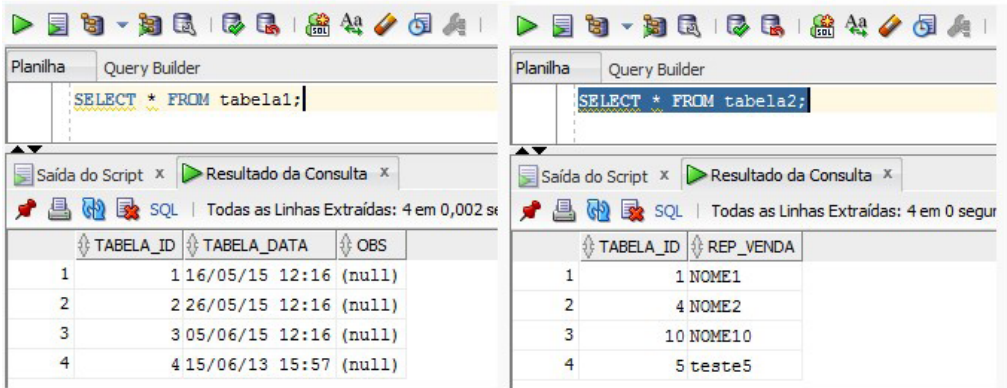 Planilha Query Builder
SELECT * FROM tabela1;
Saída do Script x Resultado da Consulta x
SQL | Todas as Linhas Extraídas: 4 em 0,002 se
TABELA_ID TABELA_DATA OBS
1 1 16/05/15 12:16 (null)
2 2 26/05/15 12:16 (null)
3 3 05/06/15 12:16 (null)
4 4 15/06/13 15:57 (null)
Planilha Query Builder
SELECT * FROM tabela2;
Saída do Script x Resultado da Consulta x
SQL | Todas as Linhas Extraídas: 4 em 0 segur
TABELA_ID REP_VENDA
1 1 NOME1
2 4 NOME2
3 10 NOME10
4 5 teste5